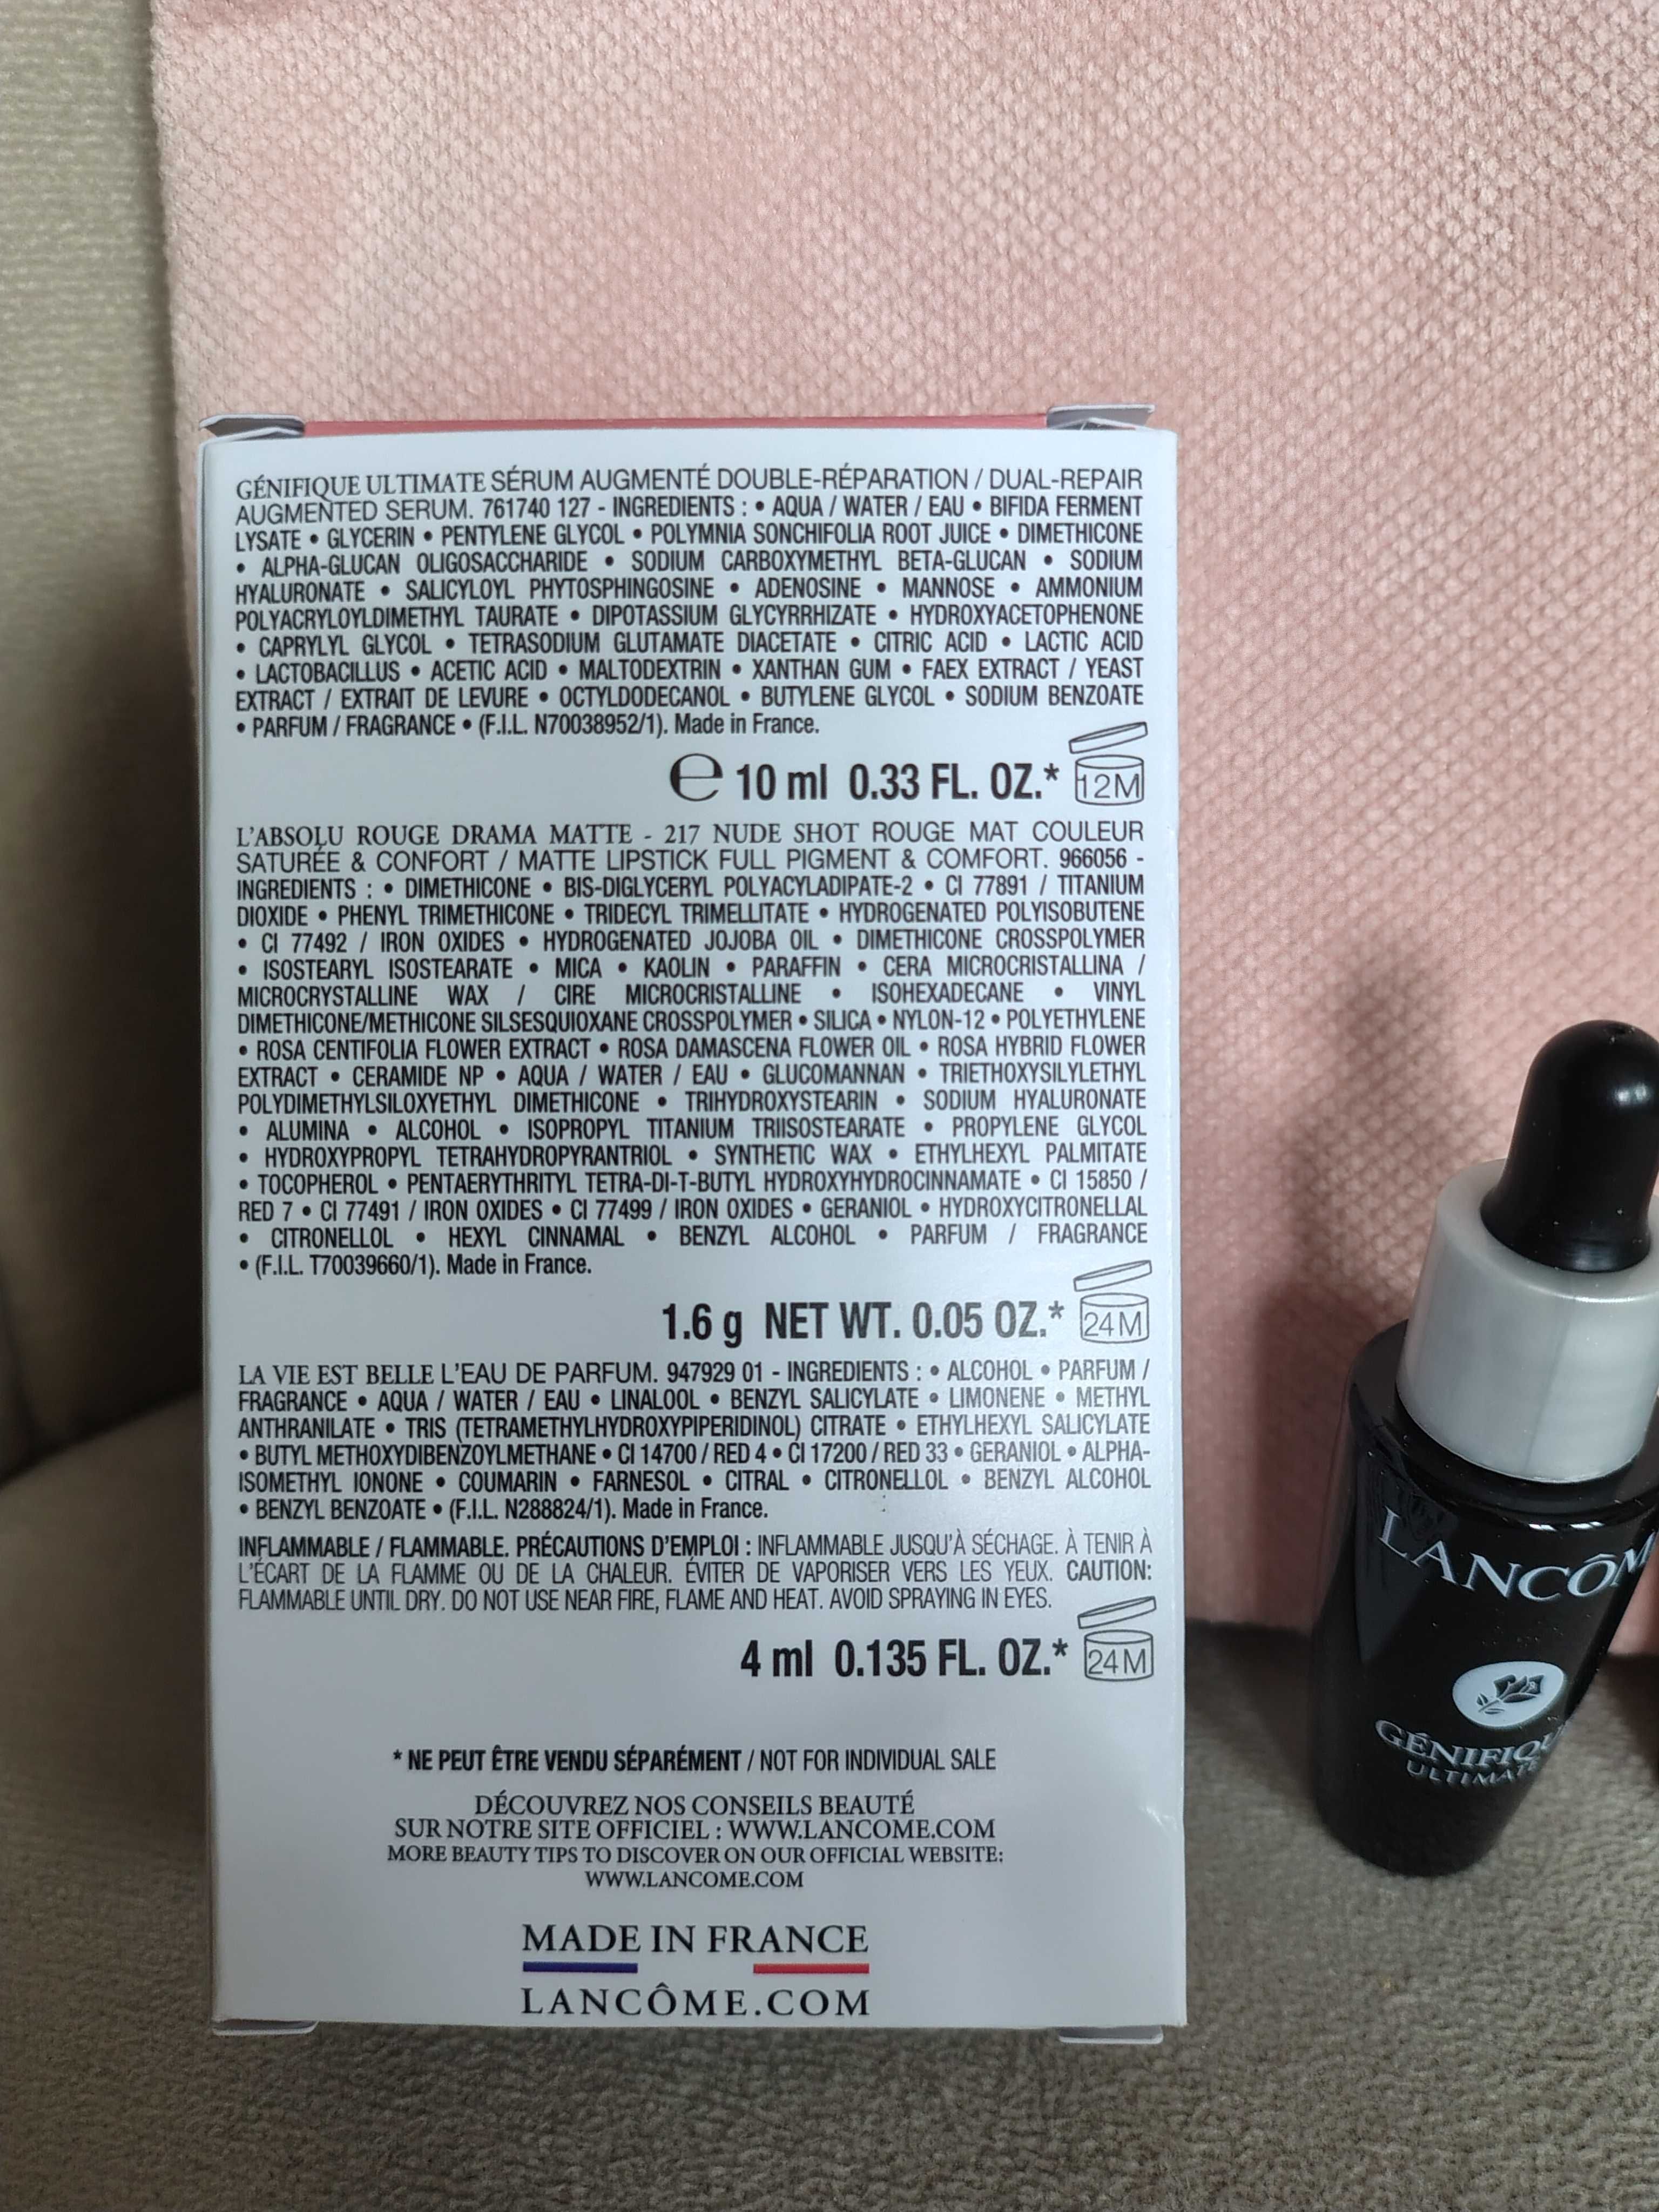 GÉNIFIQUE ULTIMATE SÉRUM AUGMENTÉ DOUBLE-RÉPARATION / DUAL-REPAIR
AUGMENTED SERUM. 761740 127 - INGREDIENTS : • AQUA / WATER / EAU • BIFIDA FERMENT
LYSATE • GLYCERIN • PENTYLENE GLYCOL • POLYMNIA SONCHIFOLIA ROOT JUICE • DIMETHICONE
• ALPHA-GLUCAN OLIGOSACCHARIDE • SODIUM CARBOXYMETHYL BETA-GLUCAN • SODIUM
HYALURONATE • SALICYLOYL PHYTOSPHINGOSINE • ADENOSINE • MANNOSE • AMMONIUM
POLYACRYLOYLDIMETHYL TAURATE • DIPOTASSIUM GLYCYRRHIZATE • HYDROXYACETOPHENONE
• CAPRYLYL GLYCOL • TETRASODIUM GLUTAMATE DIACETATE • CITRIC ACID • LACTIC ACID
• LACTOBACILLUS • ACETIC ACID • MALTODEXTRIN • XANTHAN GUM • FAEX EXTRACT / YEAST
EXTRACT / EXTRAIT DE LEVURE • OCTYLDODECANOL • BUTYLENE GLYCOL • SODIUM BENZOATE
• PARFUM / FRAGRANCE • (F.I.L. N70038952/1). Made in France.
e 10 ml 0.33 FL. OZ.* 12M
L'ABSOLU ROUGE DRAMA MATTE - 217 NUDE SHOT ROUGE MAT COULEUR
SATURÉE & CONFORT / MATTE LIPSTICK FULL PIGMENT & COMFORT. 966056 -
INGREDIENTS : • DIMETHICONE • BIS-DIGLYCERYL POLYACYLADIPATE-2 • CI 77891 / TITANIUM
DIOXIDE • PHENYL TRIMETHICONE • TRIDECYL TRIMELLITATE • HYDROGENATED POLYISOBUTENE
• CI 77492 / IRON OXIDES • HYDROGENATED JOJOBA OIL • DIMETHICONE CROSSPOLYMER
• ISOSTEARYL ISOSTEARATE • MICA • KAOLIN • PARAFFIN • CERA MICROCRISTALLINA /
MICROCRYSTALLINE WAX / CIRE MICROCRISTALLINE • ISOHEXADECANE • VINYL
DIMETHICONE/METHICONE SILSESQUIOXANE CROSSPOLYMER • SILICA • NYLON-12 • POLYETHYLENE
• ROSA CENTIFOLIA FLOWER EXTRACT • ROSA DAMASCENA FLOWER OIL • ROSA HYBRID FLOWER
EXTRACT • CERAMIDE NP • AQUA / WATER / EAU • GLUCOMANNAN • TRIETHOXYSILYLETHYL
POLYDIMETHYLSILOXYETHYL DIMETHICONE • TRIHYDROXYSTEARIN • SODIUM HYALURONATE
• ALUMINA • ALCOHOL • ISOPROPYL TITANIUM TRIISOSTEARATE • PROPYLENE GLYCOL
• HYDROXYPROPYL TETRAHYDROPYRANTRIOL • SYNTHETIC WAX • ETHYLHEXYL PALMITATE
• TOCOPHEROL • PENTAERYTHRITYL TETRA-DI-T-BUTYL HYDROXYHYDROCINNAMATE • CI 15850 /
RED 7 • CI 77491 / IRON OXIDES • CI 77499 / IRON OXIDES • GERANIOL • HYDROXYCITRONELLAL
• CITRONELLOL • HEXYL CINNAMAL • BENZYL ALCOHOL • PARFUM / FRAGRANCE
• (F.I.L. T70039660/1). Made in France.
1.6 g NET WT. 0.05 OZ.* 24M
LA VIE EST BELLE L'EAU DE PARFUM. 947929 01 - INGREDIENTS : • ALCOHOL • PARFUM /
FRAGRANCE • AQUA / WATER / EAU • LINALOOL • BENZYL SALICYLATE • LIMONENE • METHYL
ANTHRANILATE • TRIS (TETRAMETHYLHYDROXYPIPERIDINOL) CITRATE • ETHYLHEXYL SALICYLATE
• BUTYL METHOXYDIBENZOYLMETHANE • CI 14700 / RED 4 • CI 17200 / RED 33 • GERANIOL • ALPHA-
ISOMETHYL IONONE • COUMARIN • FARNESOL • CITRAL • CITRONELLOL • BENZYL ALCOHOL
• BENZYL BENZOATE • (F.I.L. N288824/1). Made in France.
INFLAMMABLE / FLAMMABLE. PRÉCAUTIONS D'EMPLOI : INFLAMMABLE JUSQU'À SÉCHAGE. À TENIR À
L'ÉCART DE LA FLAMME OU DE LA CHALEUR. ÉVITER DE VAPORISER VERS LES YEUX. CAUTION:
FLAMMABLE UNTIL DRY. DO NOT USE NEAR FIRE, FLAME AND HEAT. AVOID SPRAYING IN EYES.
4 ml 0.135 FL. OZ.* 24M
* NE PEUT ÊTRE VENDU SÉPARÉMENT / NOT FOR INDIVIDUAL SALE
DÉCOUVREZ NOS CONSEILS BEAUTÉ
SUR NOTRE SITE OFFICIEL : WWW.LANCOME.COM
MORE BEAUTY TIPS TO DISCOVER ON OUR OFFICIAL WEBSITE:
WWW.LANCOME.COM
MADE IN FRANCE
LANCÔME.COM
LANCÔM
GÉNIFIQU
ULTIMATE